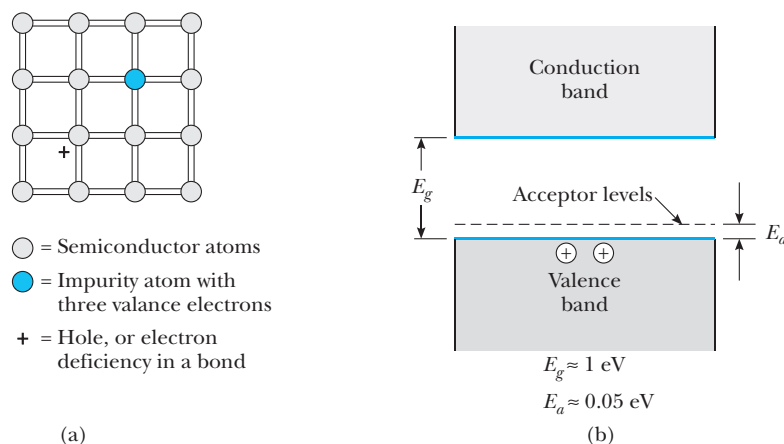 = Semiconductor atoms
= Impurity atom with
three valance electrons
+ = Hole, or electron
deficiency in a bond
(a)
Conduction
band
E_g
Acceptor levels
E_a
Valence
band
E_g ≈ 1 eV
E_a ≈ 0.05 eV
(b)